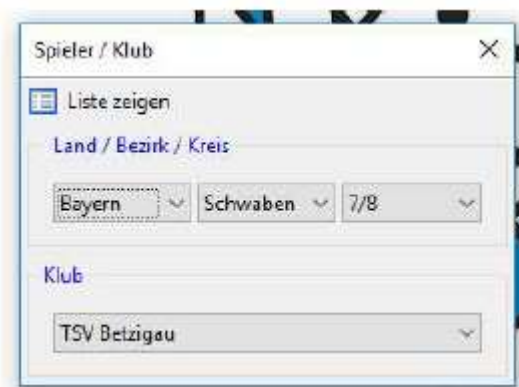 Spieler / Klub
Liste zeigen
Land / Bezirk / Kreis
Bayern Schwaben 7/8
Klub
TSV Betzigau